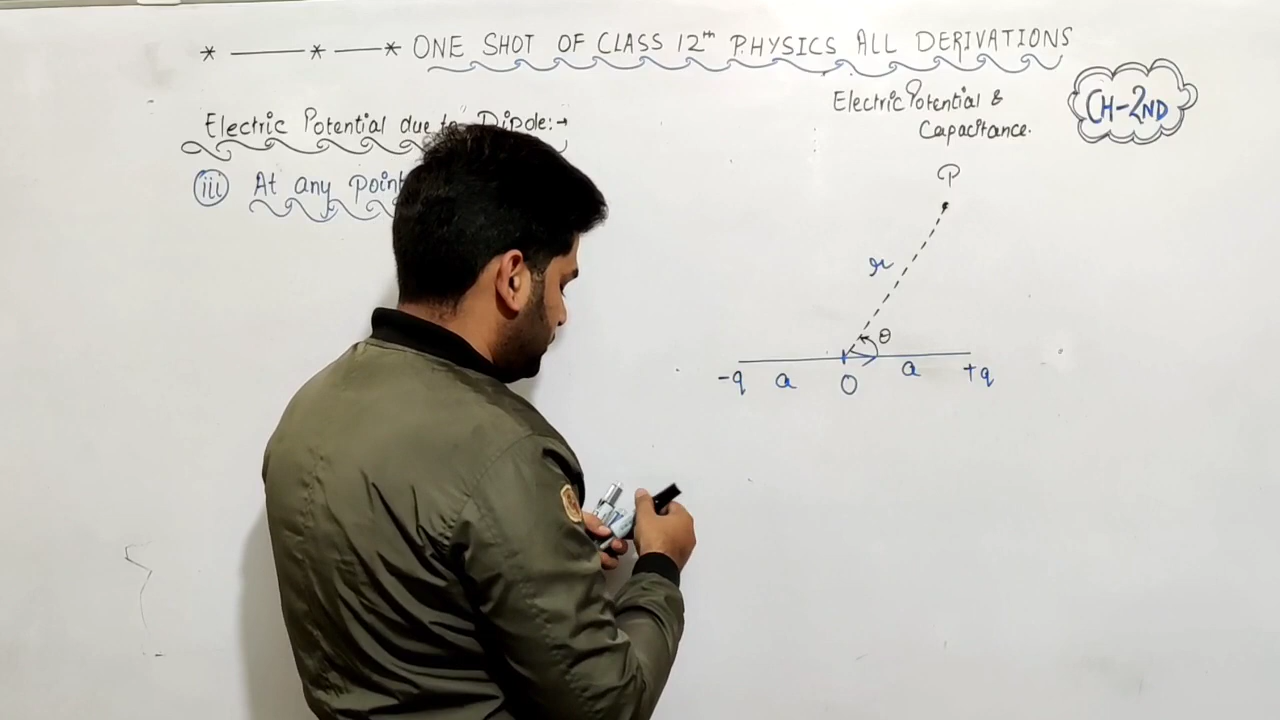 * —— * — * ONE SHOT OF CLASS 12th PHYSICS ALL DERIVATIONS
Electric Potential &
Capacitance.
CH-2ND
Electric Potential due to Dipole:→
(iii) At any point
P
r
θ
-q a O a +q